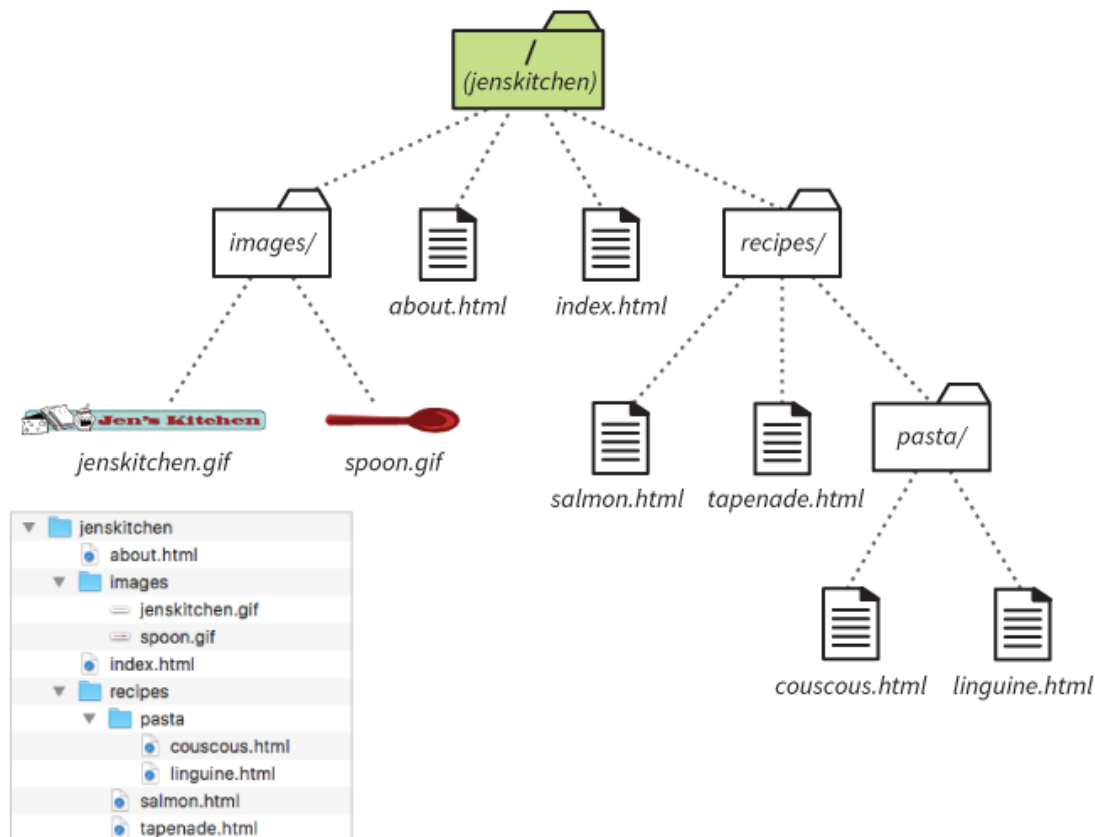 /
(jenskitchen)
images/
about.html
index.html
recipes/
Jen's Kitchen
jenskitchen.gif
spoon.gif
salmon.html
tapenade.html
pasta/
couscous.html
linguine.html
jenskitchen
about.html
images
jenskitchen.gif
spoon.gif
index.html
recipes
pasta
couscous.html
linguine.html
salmon.html
tapenade.html